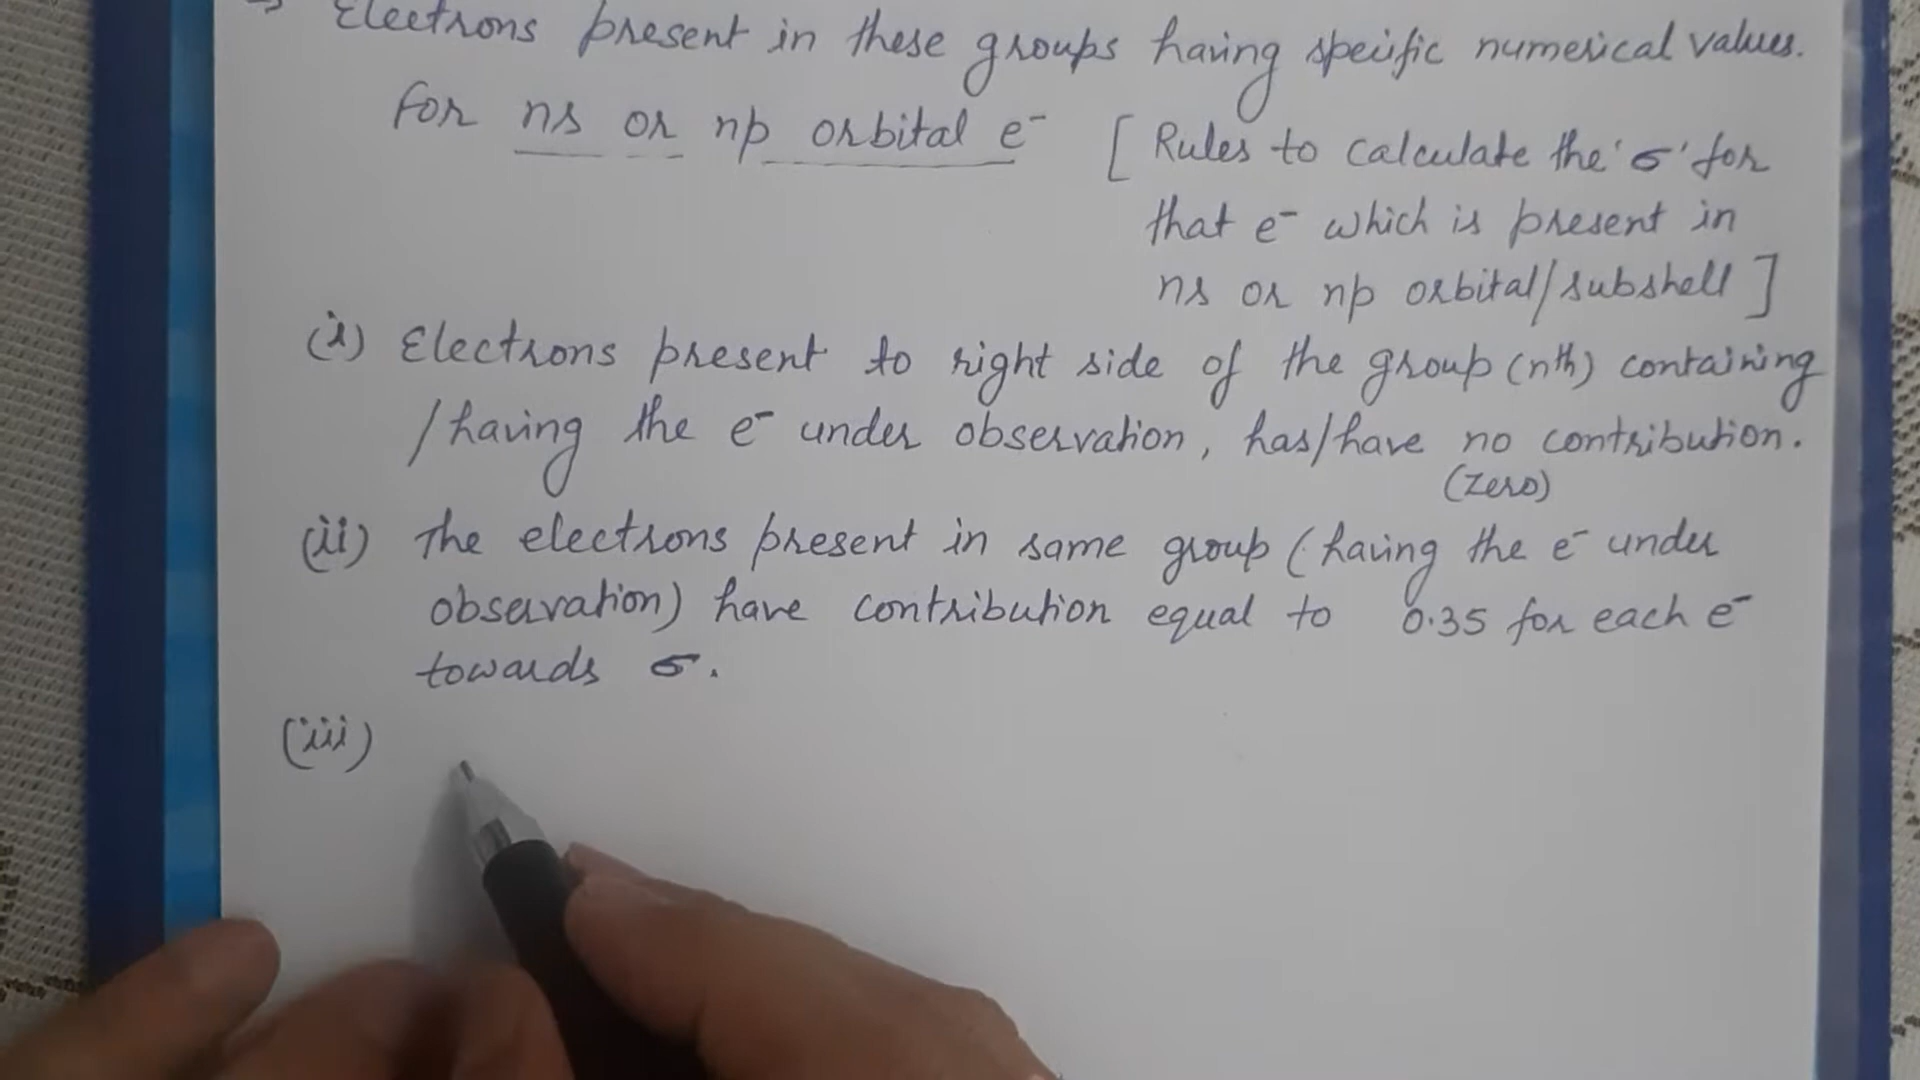 → Electrons present in these groups having specific numerical values.
For ns or np orbital e⁻ [Rules to calculate the 'σ' for
that e⁻ which is present in
ns or np orbital/subshell]
(i) Electrons present to right side of the group (nth) containing
/having the e⁻ under observation, has/have no contribution.
(zero)
(ii) The electrons present in same group (having the e⁻ under
observation) have contribution equal to 0.35 for each e⁻
towards σ.
(iii)